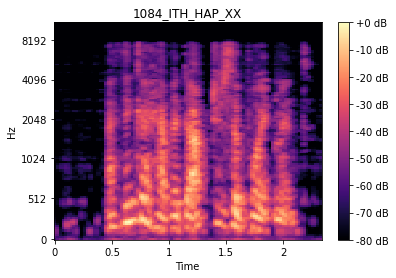 1084_ITH_HAP_XX
+0 dB
8192
-10 dB
-20 dB
4096
-30 dB
Hz
2048
-40 dB
1024
-50 dB
-60 dB
512
-70 dB
0
-80 dB
0 0.5 1 1.5 2
Time